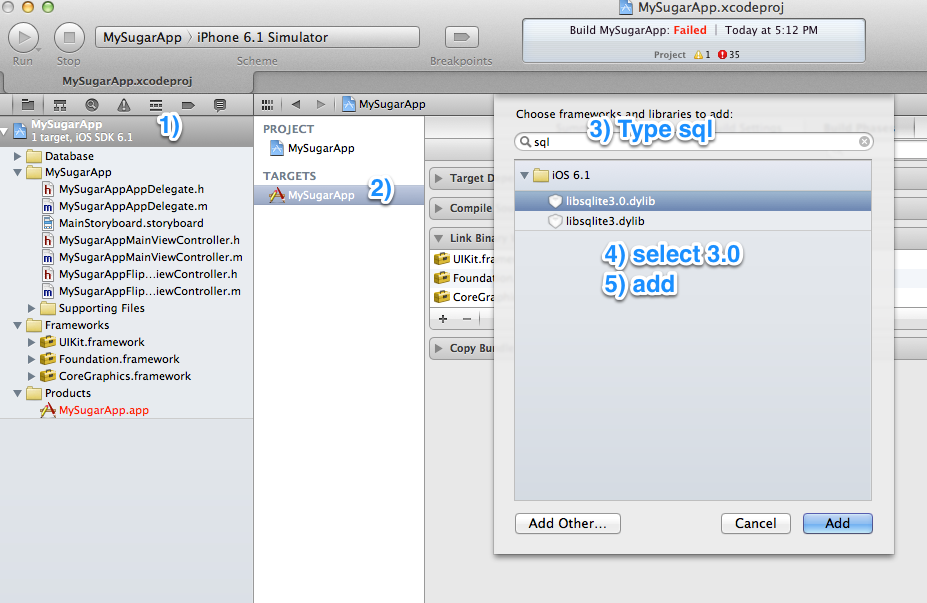 MySugarApp.xcodeproj
MySugarApp 〉 iPhone 6.1 Simulator
Build MySugarApp: Failed | Today at 5:12 PM
Project 1 35
Run Stop Scheme Breakpoints
MySugarApp.xcodeproj
MySugarApp
MySugarApp
1 target, iOS SDK 6.1
1)
Database
MySugarApp
h MySugarAppAppDelegate.h
m MySugarAppAppDelegate.m
MainStoryboard.storyboard
h MySugarAppMainViewController.h
m MySugarAppMainViewController.m
h MySugarAppFlip...iewController.h
m MySugarAppFlip...iewController.m
Supporting Files
Frameworks
UIKit.framework
Foundation.framework
CoreGraphics.framework
Products
MySugarApp.app
PROJECT
MySugarApp
TARGETS
MySugarApp
2)
Target D
Compile
Link Bina
UIKit.fra
Foundat
CoreGra
+ −
Copy Bu
Choose frameworks and libraries to add:
3) Type sql
sql
iOS 6.1
libsqlite3.0.dylib
libsqlite3.dylib
4) select 3.0
5) add
Add Other... Cancel Add